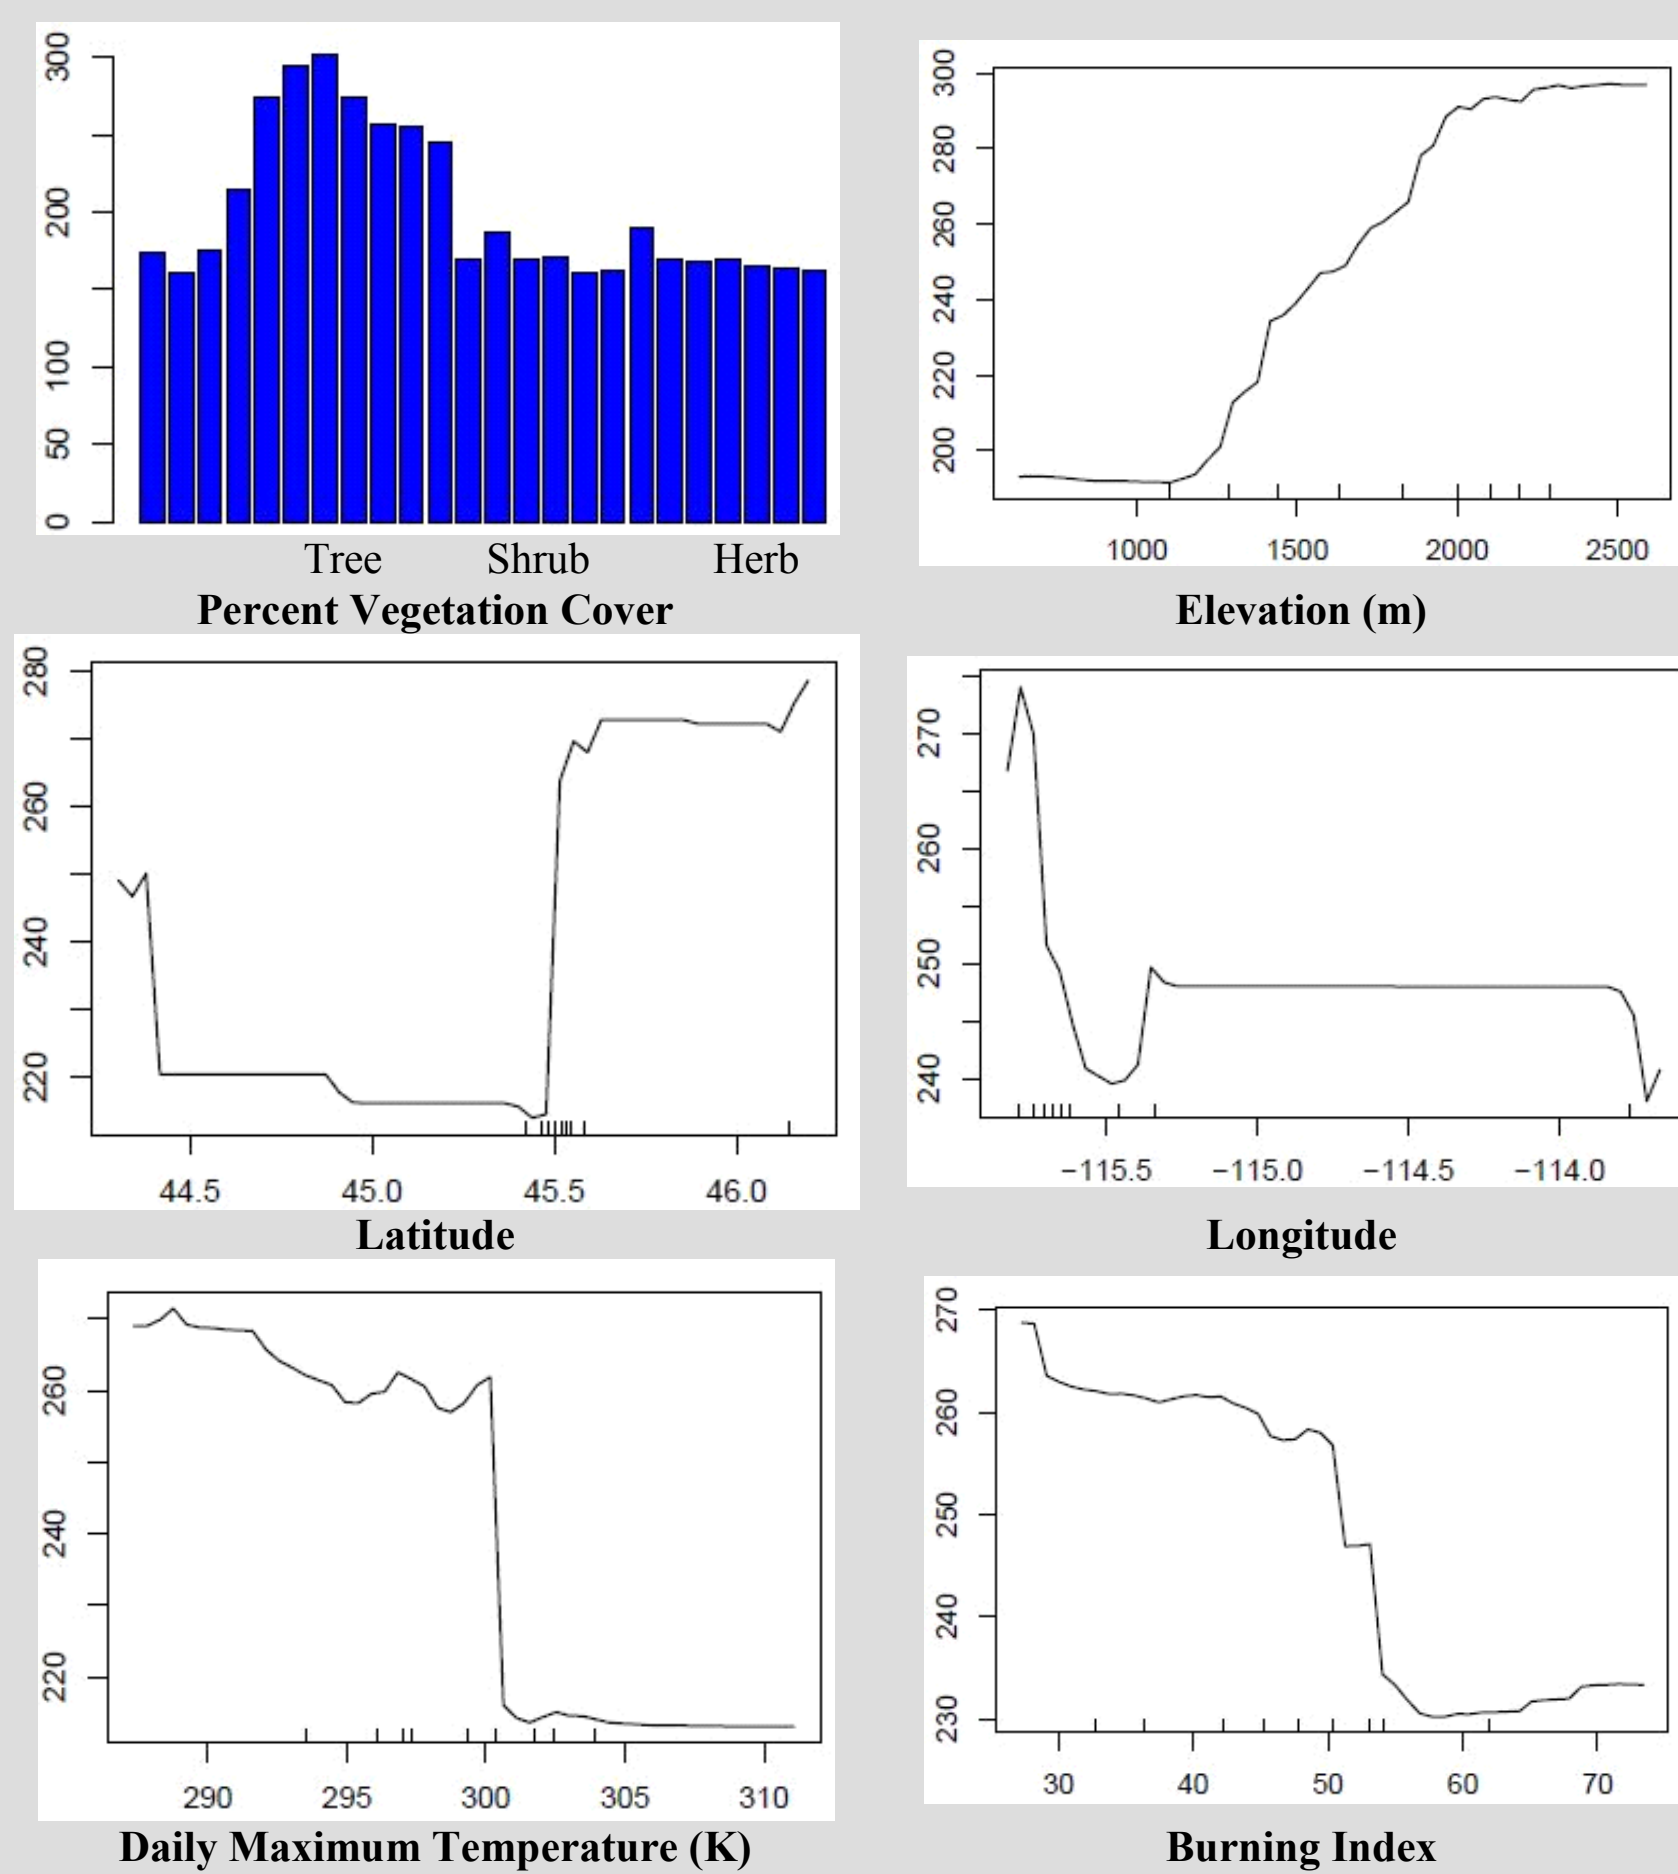 300
200
100
50
0
Tree Shrub Herb
Percent Vegetation Cover
300
280
260
240
220
200
1000 1500 2000 2500
Elevation (m)
280
260
240
220
44.5 45.0 45.5 46.0
Latitude
270
260
250
240
−115.5 −115.0 −114.5 −114.0
Longitude
260
240
220
290 295 300 305 310
Daily Maximum Temperature (K)
270
260
250
240
230
30 40 50 60 70
Burning Index